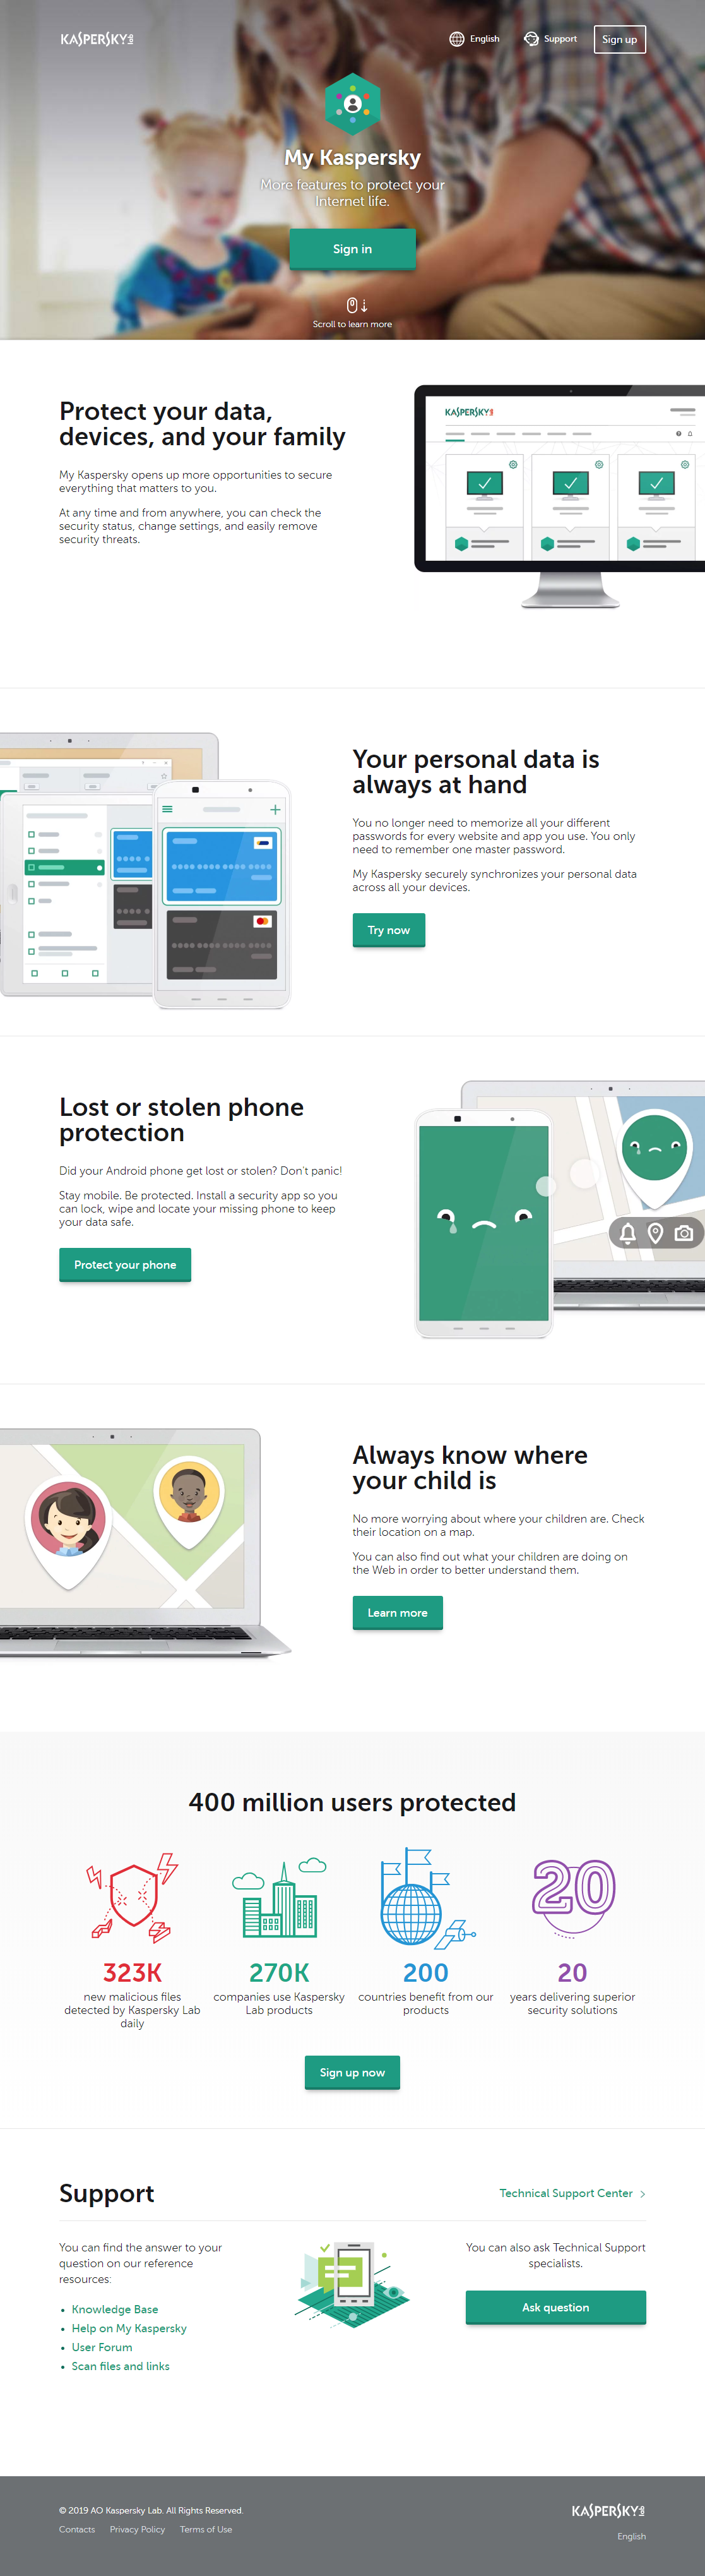 KASPERSKY LAB
English
Support
Sign up
My Kaspersky
More features to protect your
Internet life.
Sign in
Scroll to learn more
Protect your data,
devices, and your family
My Kaspersky opens up more opportunities to secure
everything that matters to you.
At any time and from anywhere, you can check the
security status, change settings, and easily remove
security threats.
KASPERSKY LAB
Your personal data is
always at hand
You no longer need to memorize all your different
passwords for every website and app you use. You only
need to remember one master password.
My Kaspersky securely synchronizes your personal data
across all your devices.
Try now
Lost or stolen phone
protection
Did your Android phone get lost or stolen? Don't panic!
Stay mobile. Be protected. Install a security app so you
can lock, wipe and locate your missing phone to keep
your data safe.
Protect your phone
Always know where
your child is
No more worrying about where your children are. Check
their location on a map.
You can also find out what your children are doing on
the Web in order to better understand them.
Learn more
400 million users protected
20
323K
new malicious files
detected by Kaspersky Lab
daily
270K
companies use Kaspersky
Lab products
200
countries benefit from our
products
20
years delivering superior
security solutions
Sign up now
Support
Technical Support Center
You can find the answer to your
question on our reference
resources:
• Knowledge Base
• Help on My Kaspersky
• User Forum
• Scan files and links
You can also ask Technical Support
specialists.
Ask question
© 2019 AO Kaspersky Lab. All Rights Reserved.
Contacts Privacy Policy Terms of Use
KASPERSKY LAB
English